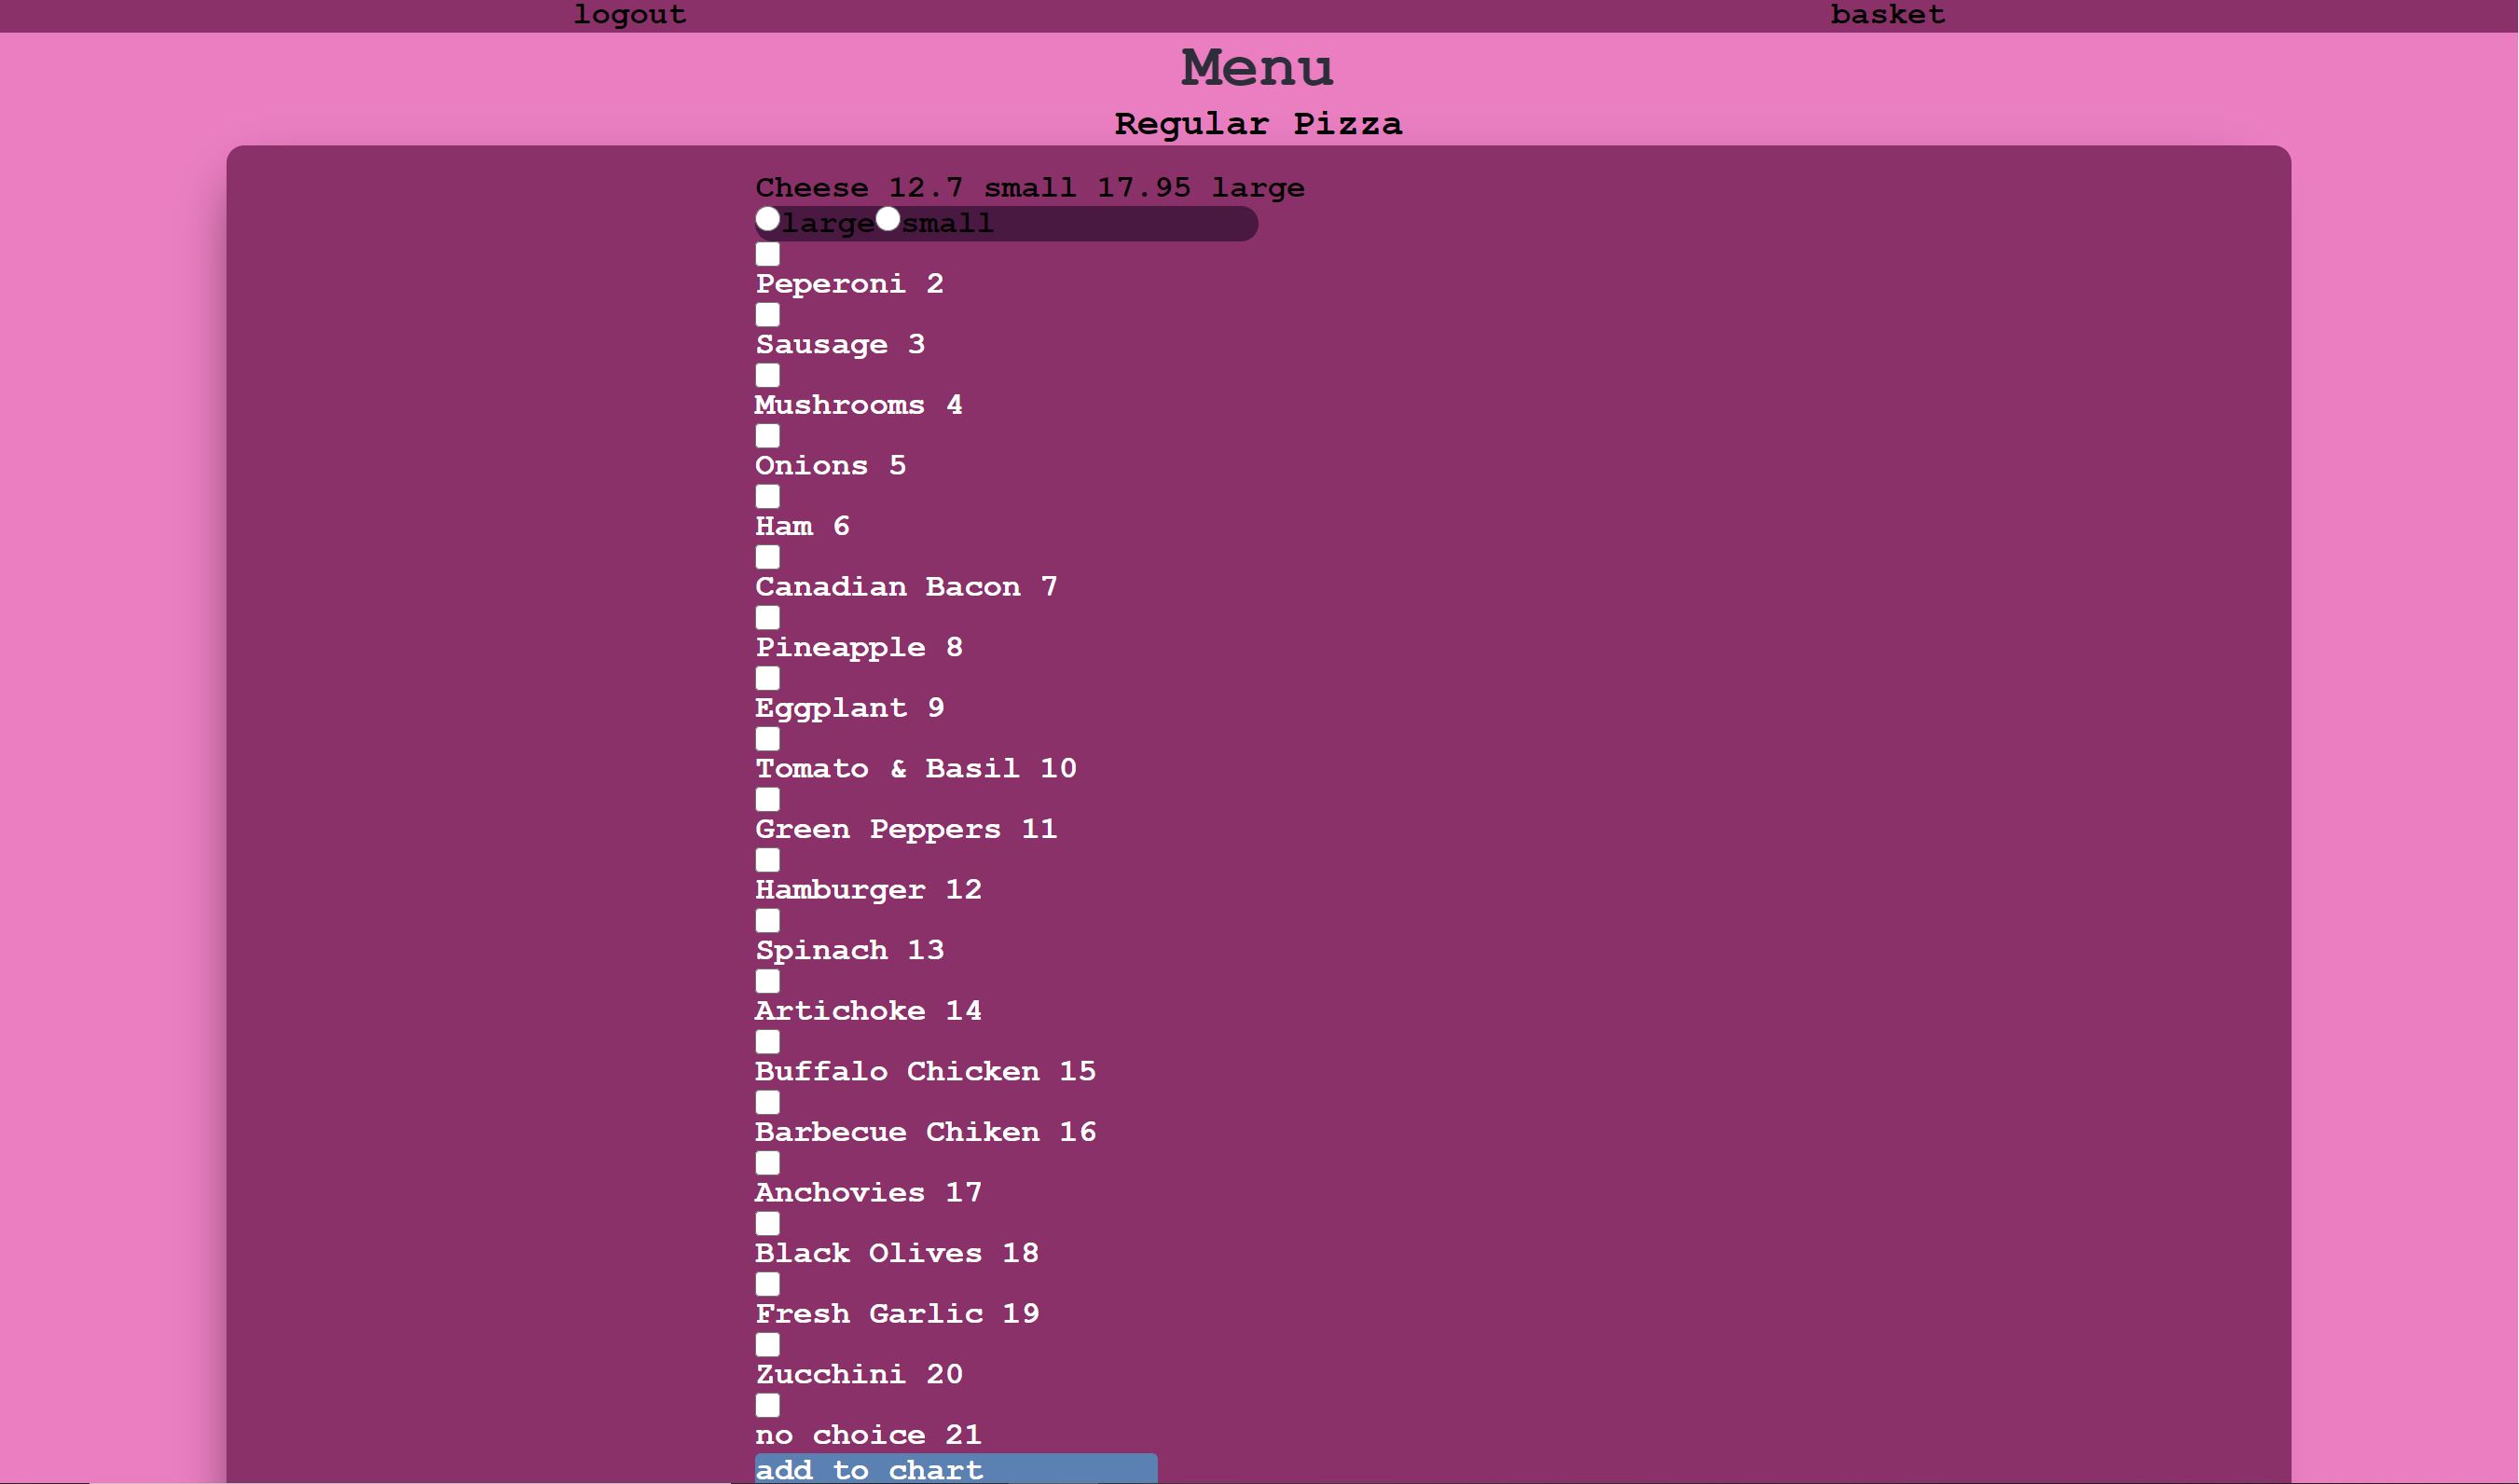 logout basket
Menu
Regular Pizza
Cheese 12.7 small 17.95 large
large small
Peperoni 2
Sausage 3
Mushrooms 4
Onions 5
Ham 6
Canadian Bacon 7
Pineapple 8
Eggplant 9
Tomato & Basil 10
Green Peppers 11
Hamburger 12
Spinach 13
Artichoke 14
Buffalo Chicken 15
Barbecue Chiken 16
Anchovies 17
Black Olives 18
Fresh Garlic 19
Zucchini 20
no choice 21
add to chart